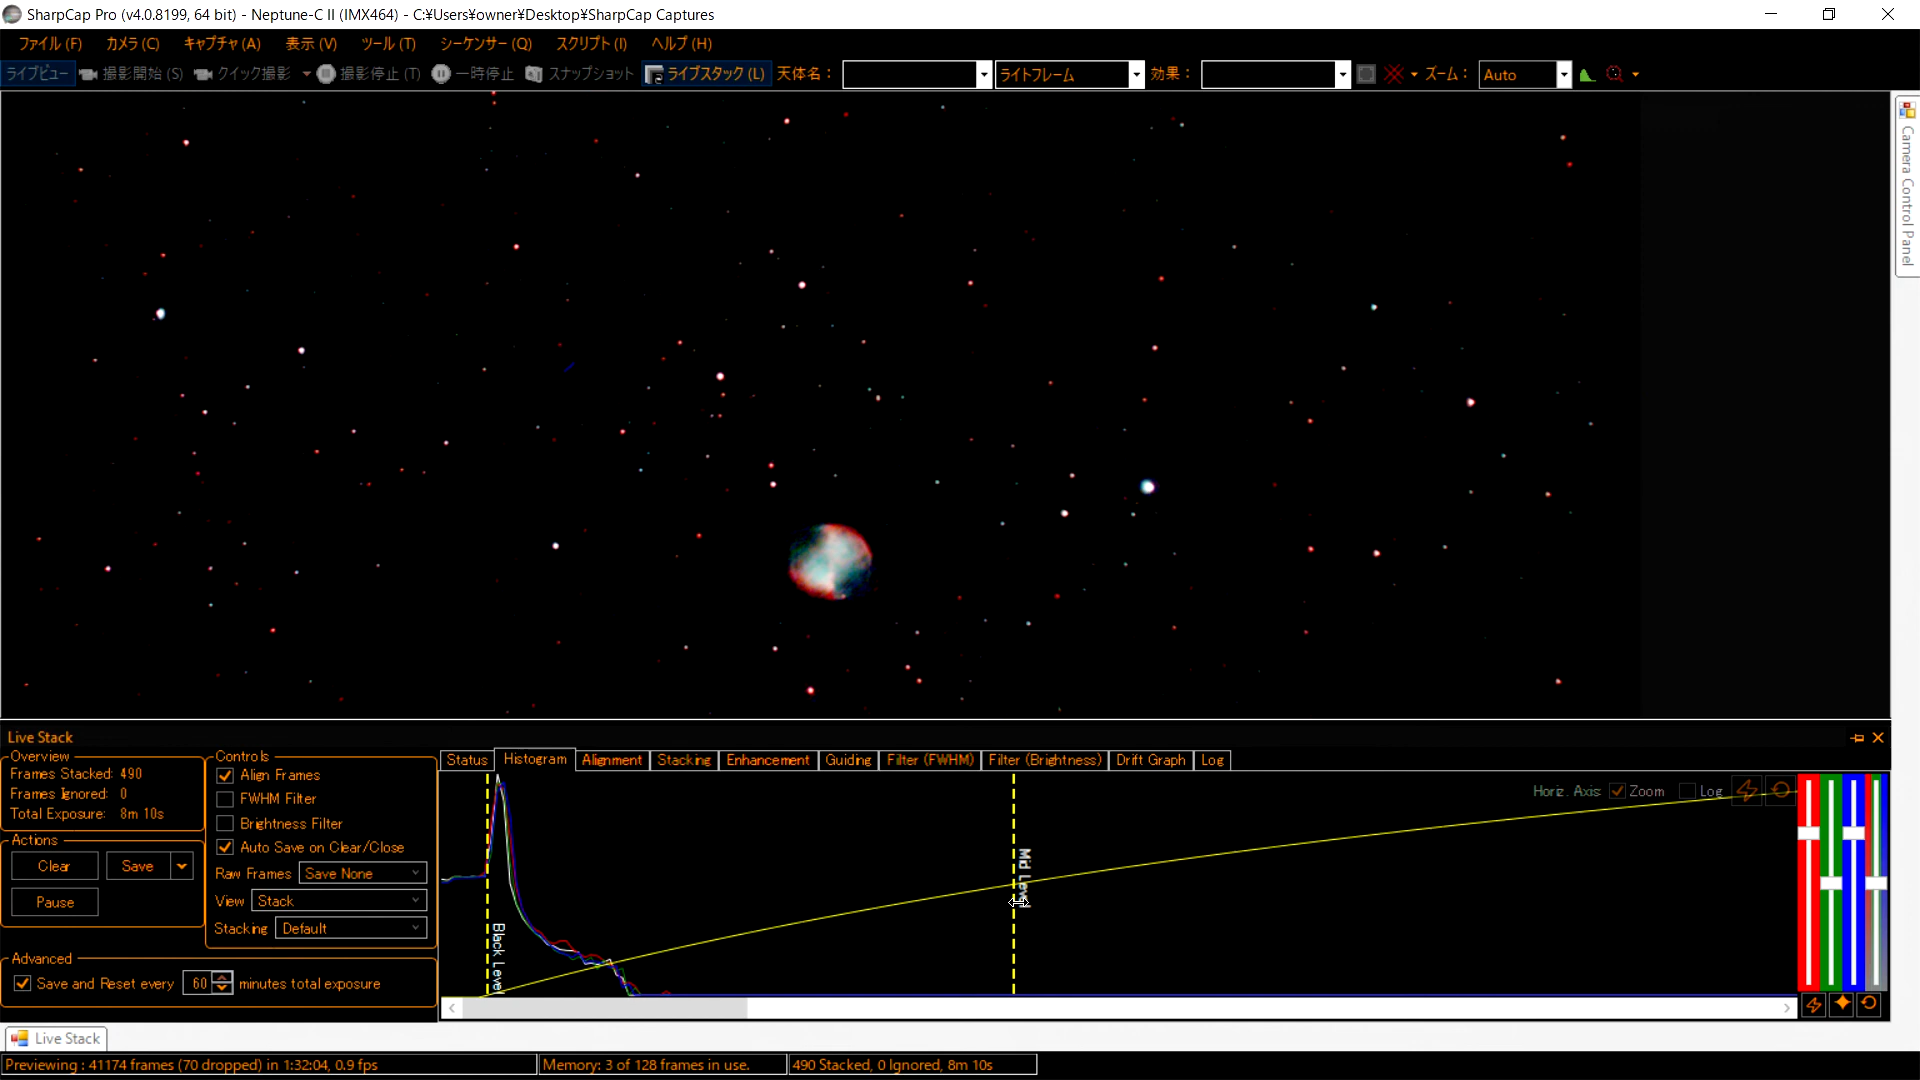 SharpCap Pro (v4.0.8199, 64 bit) - Neptune-C II (IMX464) - C:¥Users¥owner¥Desktop¥SharpCap Captures
ファイル (F) カメラ (C) キャプチャ (A) 表示 (V) ツール (T) シーケンサー (Q) スクリプト (I) ヘルプ (H)
ライブビュー 撮影開始 (S) クイック撮影 撮影停止 (T) 一時停止 スナップショット ライブスタック (L) 天体名： ライトフレーム 効果： ズーム： Auto
Camera Control Panel
Live Stack
Overview
Frames Stacked: 490
Frames Ignored: 0
Total Exposure: 8m 10s
Actions
Clear Save
Pause
Controls
Align Frames
FWHM Filter
Brightness Filter
Auto Save on Clear/Close
Raw Frames Save None
View Stack
Stacking Default
Advanced
Save and Reset every 60 minutes total exposure
Status Histogram Alignment Stacking Enhancement Guiding Filter (FWHM) Filter (Brightness) Drift Graph Log
Horiz. Axis Zoom Log
Black Level
Mid Level
Live Stack
Previewing : 41174 frames (70 dropped) in 1:32:04, 0.9 fps Memory: 3 of 128 frames in use. 490 Stacked, 0 Ignored, 8m 10s